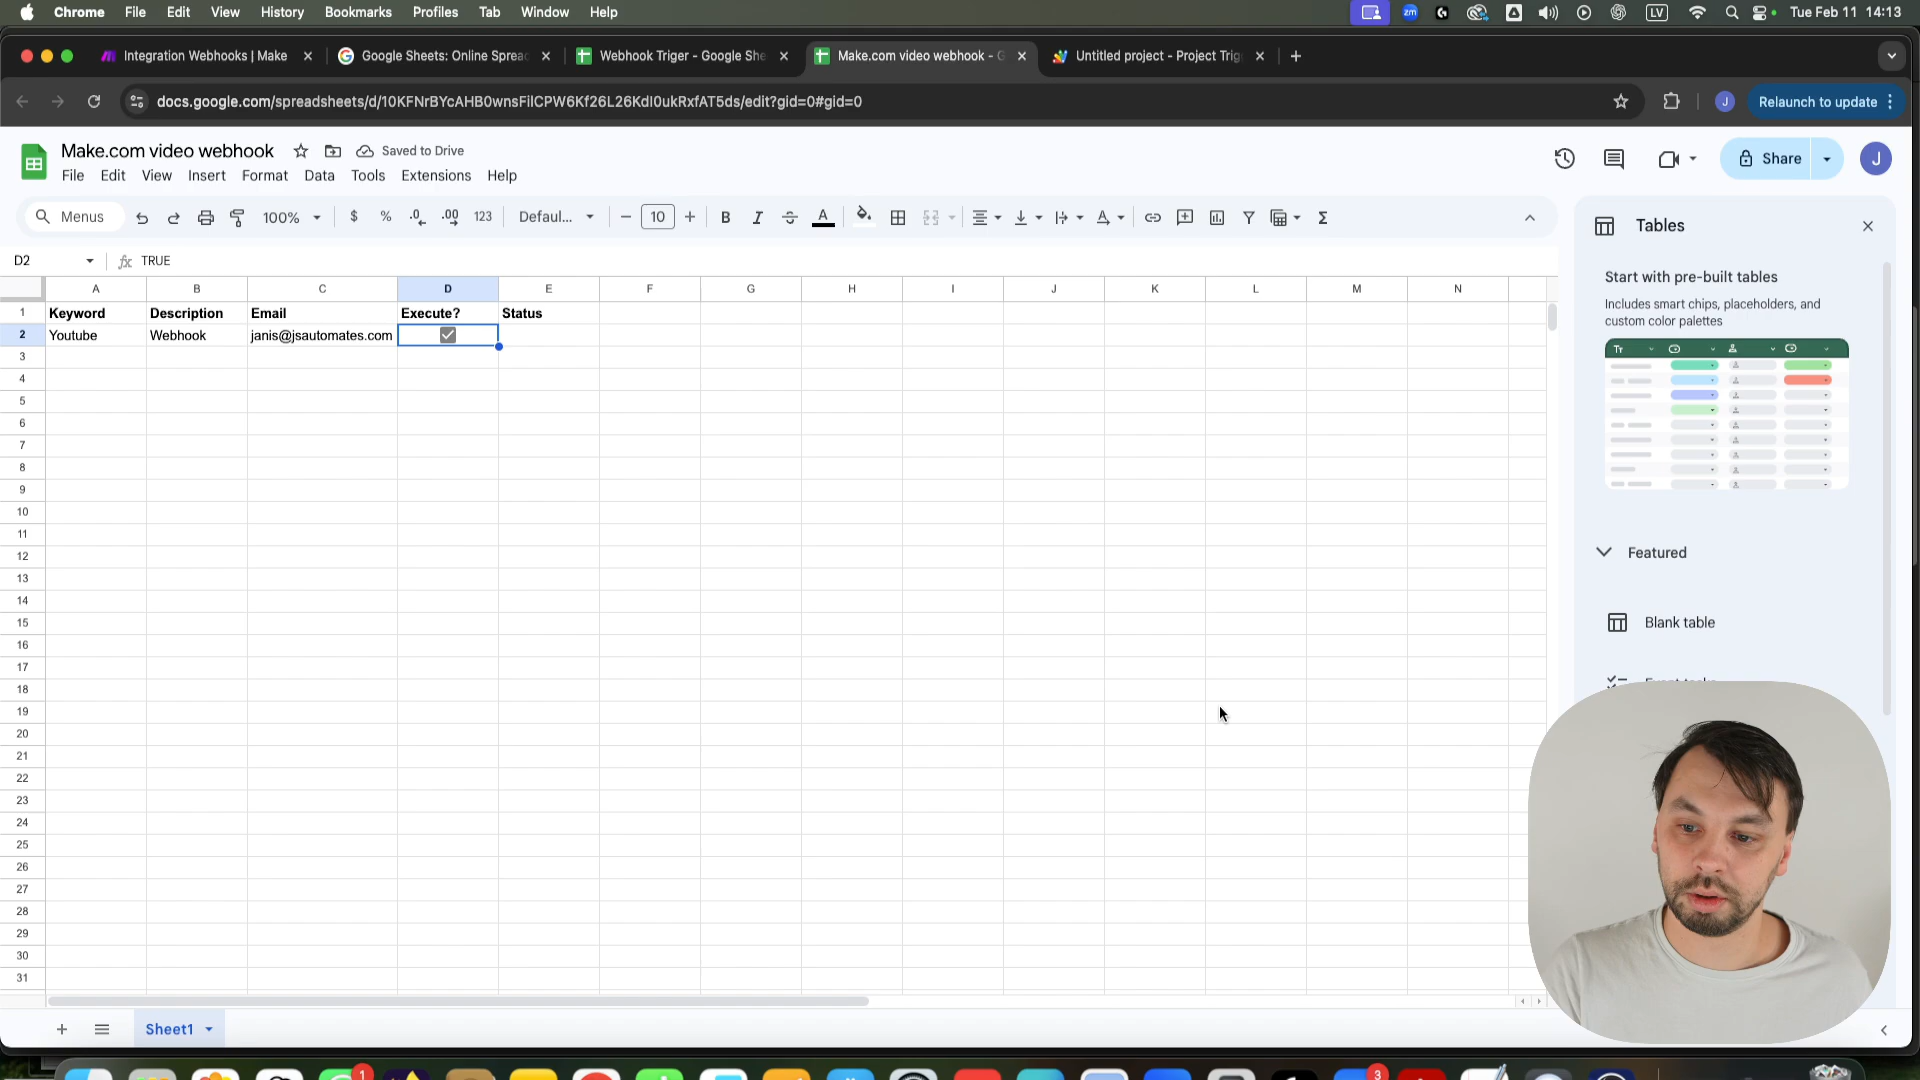 Chrome File Edit View History Bookmarks Profiles Tab Window Help LV Tue Feb 11 14:13
Integration Webhooks | Make Google Sheets: Online Sprea Webhook Triger - Google She Make.com video webhook - G Untitled project - Project Trig
docs.google.com/spreadsheets/d/10KFNrBYcAHB0wnsFilCPW6Kf26L26KdI0ukRxfAT5ds/edit?gid=0#gid=0 J Relaunch to update
Make.com video webhook Saved to Drive
Share J
File Edit View Insert Format Data Tools Extensions Help
Menus 100% $ % .0 .00 123 Defaul... 10 B I S A Σ
D2 fx TRUE
A B C D E F G H I J K L M N
1 Keyword Description Email Execute? Status
2 Youtube Webhook janis@jsautomates.com
3
4
5
6
7
8
9
10
11
12
13
14
15
16
17
18
19
20
21
22
23
24
25
26
27
28
29
30
31
Tables
Start with pre-built tables
Includes smart chips, placeholders, and
custom color palettes
Tr
Featured
Blank table
Sheet1
1
3